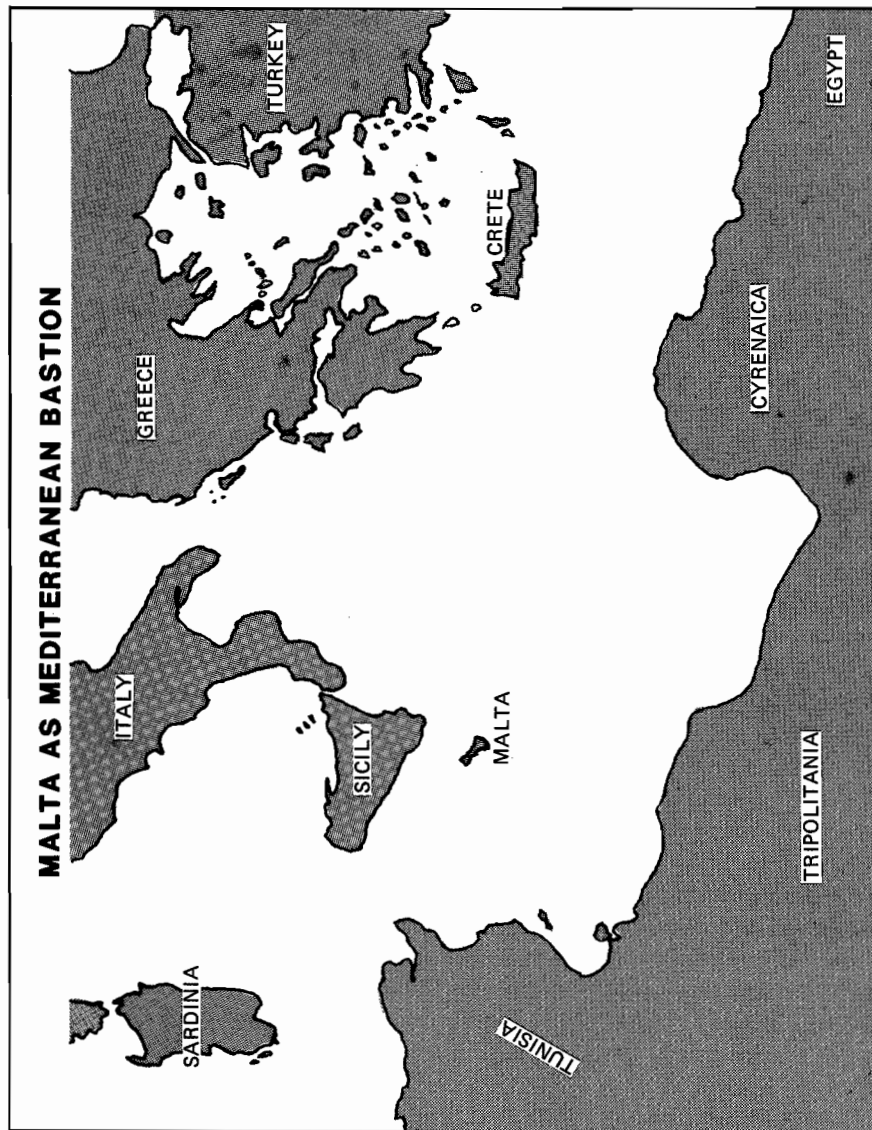 MALTA AS MEDITERRANEAN BASTION
SARDINIA
ITALY
GREECE
TURKEY
SICILY
MALTA
CRETE
TUNISIA
TRIPOLITANIA
CYRENAICA
EGYPT